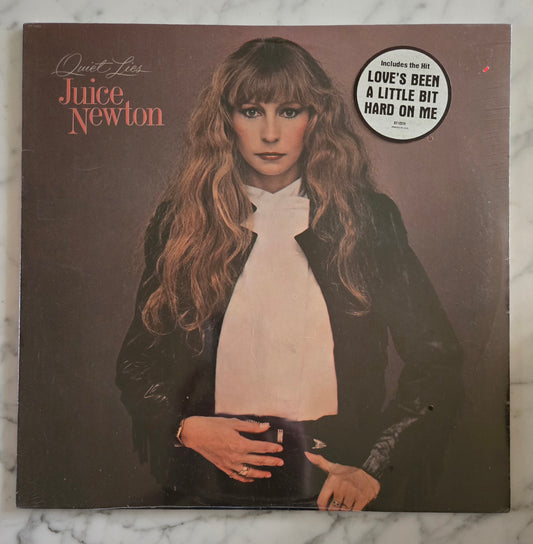 Quiet Lies
Juice
Newton
Includes the Hit
LOVE'S BEEN
A LITTLE BIT
HARD ON ME